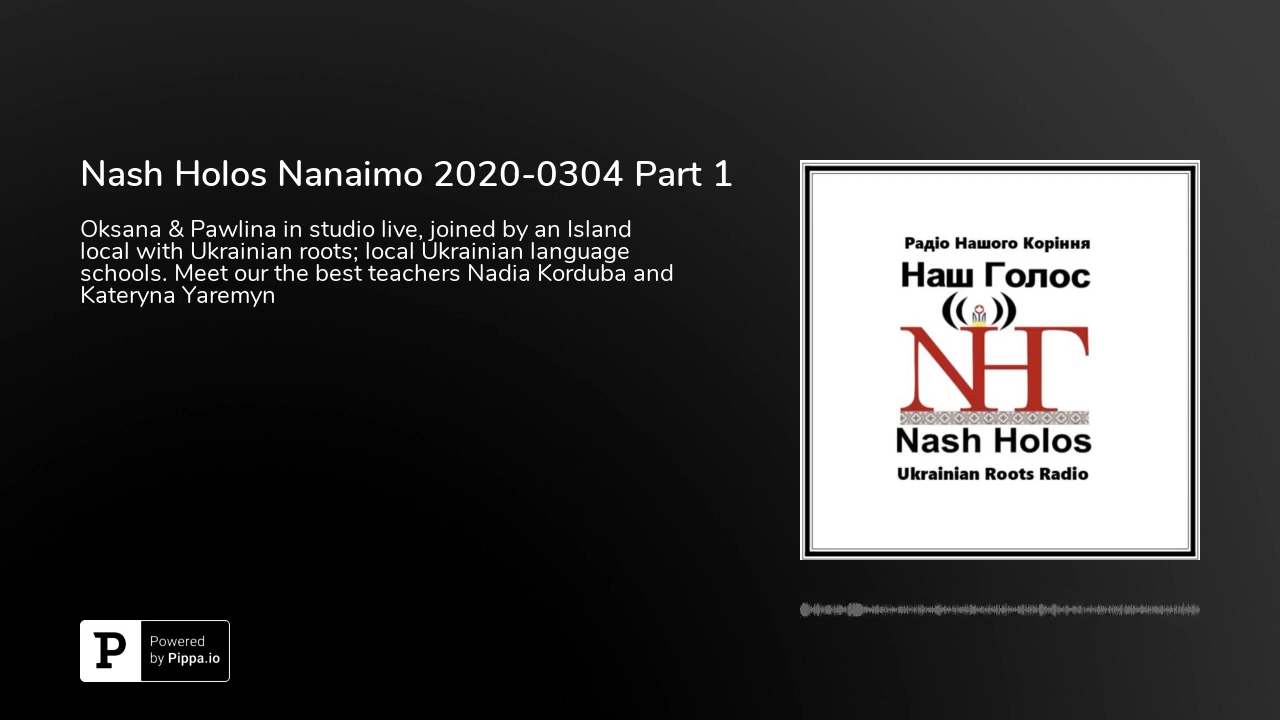 Nash Holos Nanaimo 2020-0304 Part 1
Oksana & Pawlina in studio live, joined by an Island
local with Ukrainian roots; local Ukrainian language
schools. Meet our the best teachers Nadia Korduba and
Kateryna Yaremyn
Радіо Нашого Коріння
Наш Голос
НГ
Nash Holos
Ukrainian Roots Radio
P
Powered
by Pippa.io